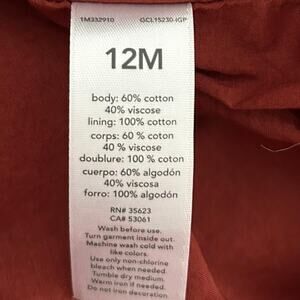 1M332910 GCL15230-IGP
12M
body: 60% cotton
40% viscose
lining: 100% cotton
corps: 60 % coton
40 % viscose
doublure: 100 % coton
cuerpo: 60% algodón
40% viscosa
forro: 100% algodón
RN# 35623
CA# 53061
Wash before use.
Turn garment inside out.
Machine wash cold with
like colors.
Use only non-chlorine
bleach when needed.
Tumble dry medium.
Warm iron if needed.
Do not iron decoration.